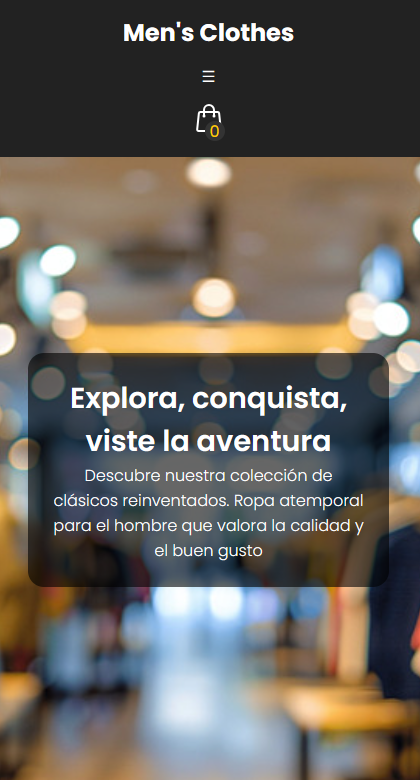 Men's Clothes
☰
0
Explora, conquista,
viste la aventura
Descubre nuestra colección de
clásicos reinventados. Ropa atemporal
para el hombre que valora la calidad y
el buen gusto